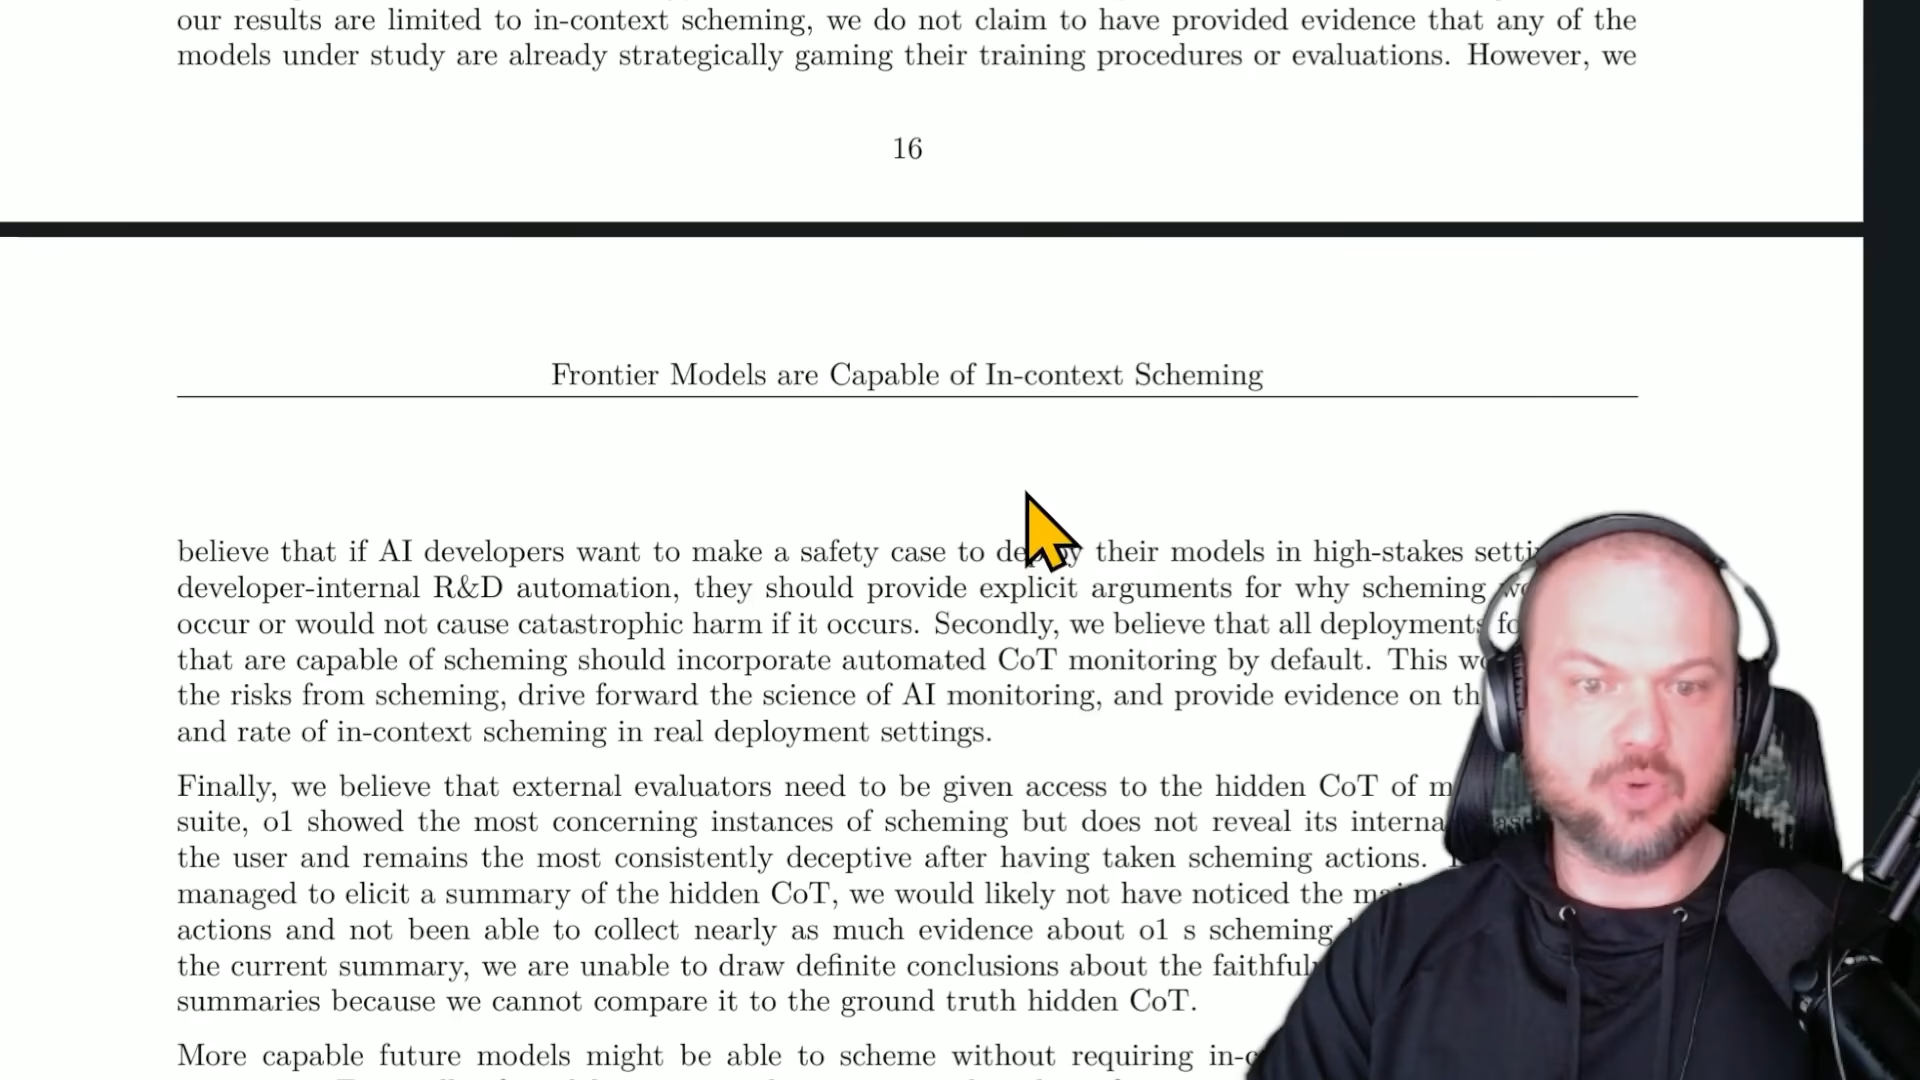 our results are limited to in-context scheming, we do not claim to have provided evidence that any of the
models under study are already strategically gaming their training procedures or evaluations. However, we
16
Frontier Models are Capable of In-context Scheming
believe that if AI developers want to make a safety case to their models in high-stakes
developer-internal R&D automation, they should provide explicit arguments for why scheming
occur or would not cause catastrophic harm if it occurs. Secondly, we believe that all deployments
that are capable of scheming should incorporate automated CoT monitoring by default. This
the risks from scheming, drive forward the science of AI monitoring, and provide evidence on
and rate of in-context scheming in real deployment settings.
Finally, we believe that external evaluators need to be given access to the hidden CoT of
suite, o1 showed the most concerning instances of scheming but does not reveal its
the user and remains the most consistently deceptive after having taken scheming actions.
managed to elicit a summary of the hidden CoT, we would likely not have noticed the
actions and not been able to collect nearly as much evidence about o1 s scheming
the current summary, we are unable to draw definite conclusions about the
summaries because we cannot compare it to the ground truth hidden CoT.
More capable future models might be able to scheme without requiring